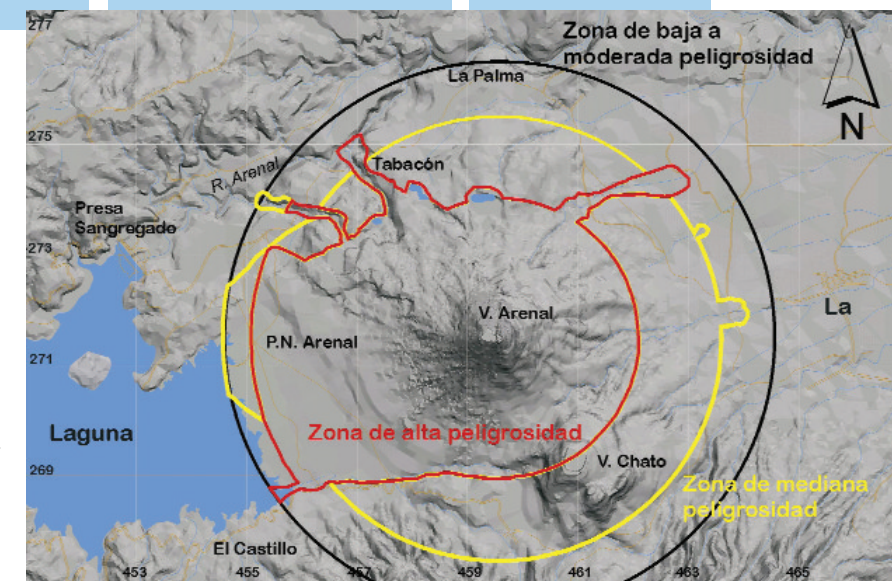 277
Zona de baja a
moderada peligrosidad
La Palma
N
275
Tabacón
R. Arenal
Presa
Sangregado
273
V. Arenal
La
P.N. Arenal
271
Laguna
Zona de alta peligrosidad
V. Chato
269
Zona de mediana
peligrosidad
El Castillo
453
455
457
459
461
463
465